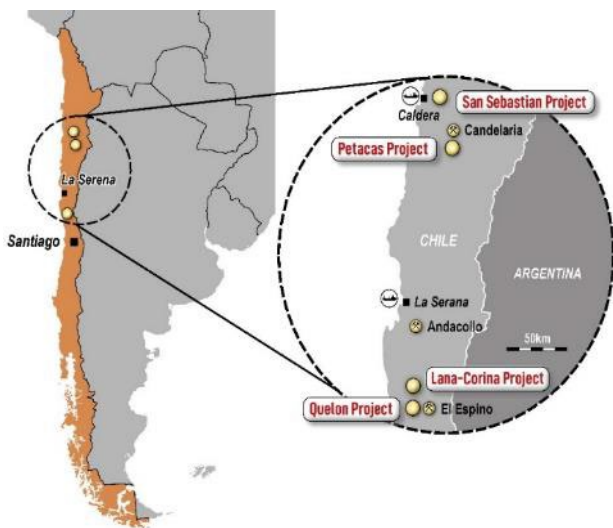 La Serena
Santiago
San Sebastian Project
Caldera
Candelaria
Petacas Project
CHILE
ARGENTINA
La Serana
Andacollo
50km
Lana-Corina Project
Quelon Project
El Espino